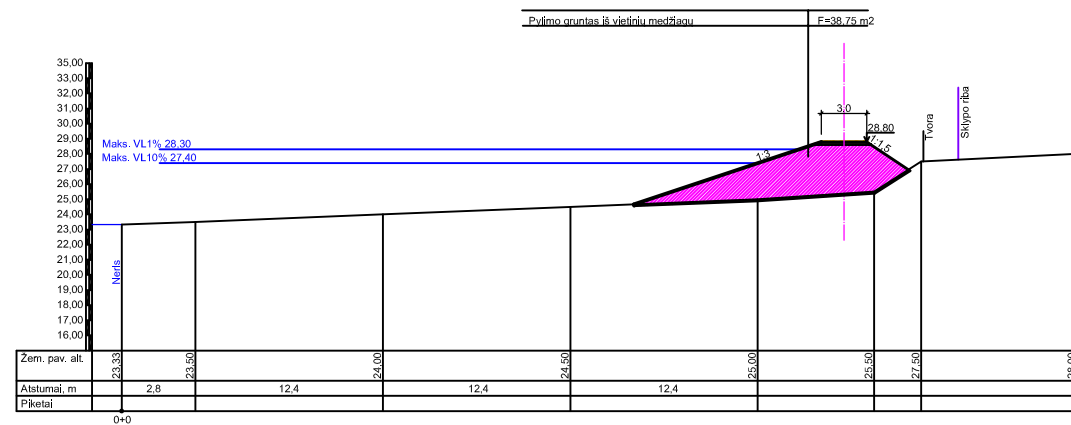 Pylimo gruntas iš vietinių medžiagų F=38,75 m2
35,00
33,00
33,00
31,00
31,00
30,00
29,00
28,00
27,00
26,00
25,00
24,00
23,00
22,00
21,00
20,00
19,00
18,00
17,00
16,00
3,0
28.80
Tvora
Sklypo riba
Maks. VL1% 28.30
Maks. VL10% 27,40
1:3
1:1,5
Neris
Žem. pav. alt. 23.33 23.50 24.00 24.50 25.00 25.50 27.50 28.00
Atstumai, m 2,8 12,4 12,4 12,4
Piketai
0+0